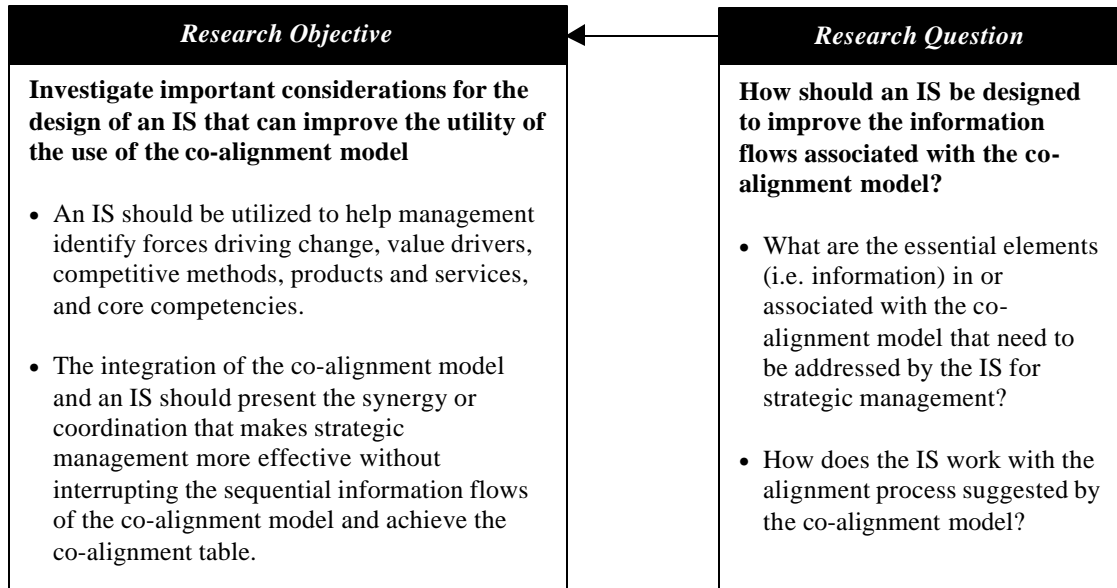 Research Objective
Investigate important considerations for the
design of an IS that can improve the utility of
the use of the co-alignment model
• An IS should be utilized to help management
identify forces driving change, value drivers,
competitive methods, products and services,
and core competencies.
• The integration of the co-alignment model
and an IS should present the synergy or
coordination that makes strategic
management more effective without
interrupting the sequential information flows
of the co-alignment model and achieve the
co-alignment table.
Research Question
How should an IS be designed
to improve the information
flows associated with the co-
alignment model?
• What are the essential elements
(i.e. information) in or
associated with the co-
alignment model that need to
be addressed by the IS for
strategic management?
• How does the IS work with the
alignment process suggested by
the co-alignment model?